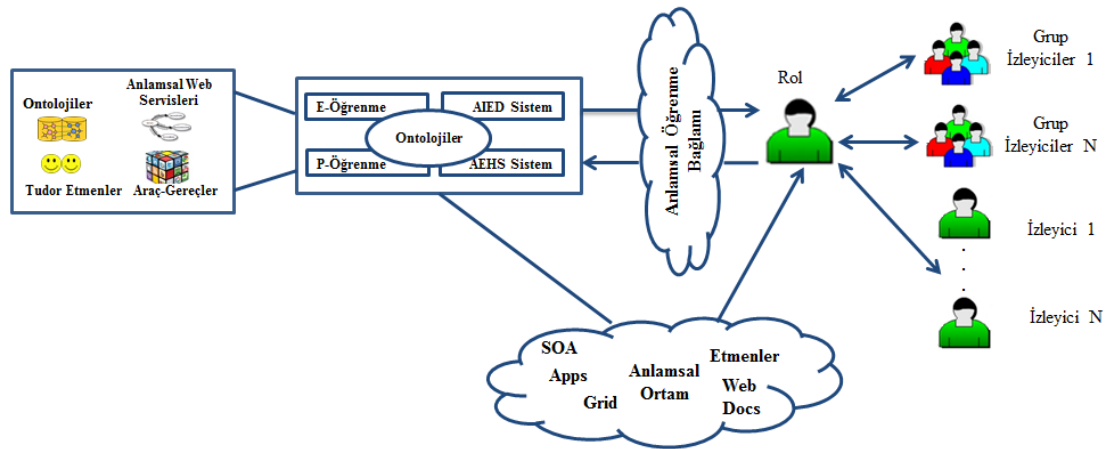 Ontolojiler
Anlamsal Web
Servisleri
Tudor Etmenler
Araç-Gereçler
E-Öğrenme
AIED Sistem
Ontolojiler
P-Öğrenme
AEHS Sistem
Anlamsal Öğrenme
Bağlamı
Rol
Grup
İzleyiciler 1
Grup
İzleyiciler N
İzleyici 1
İzleyici N
SOA
Apps
Grid
Anlamsal
Ortam
Etmenler
Web
Docs